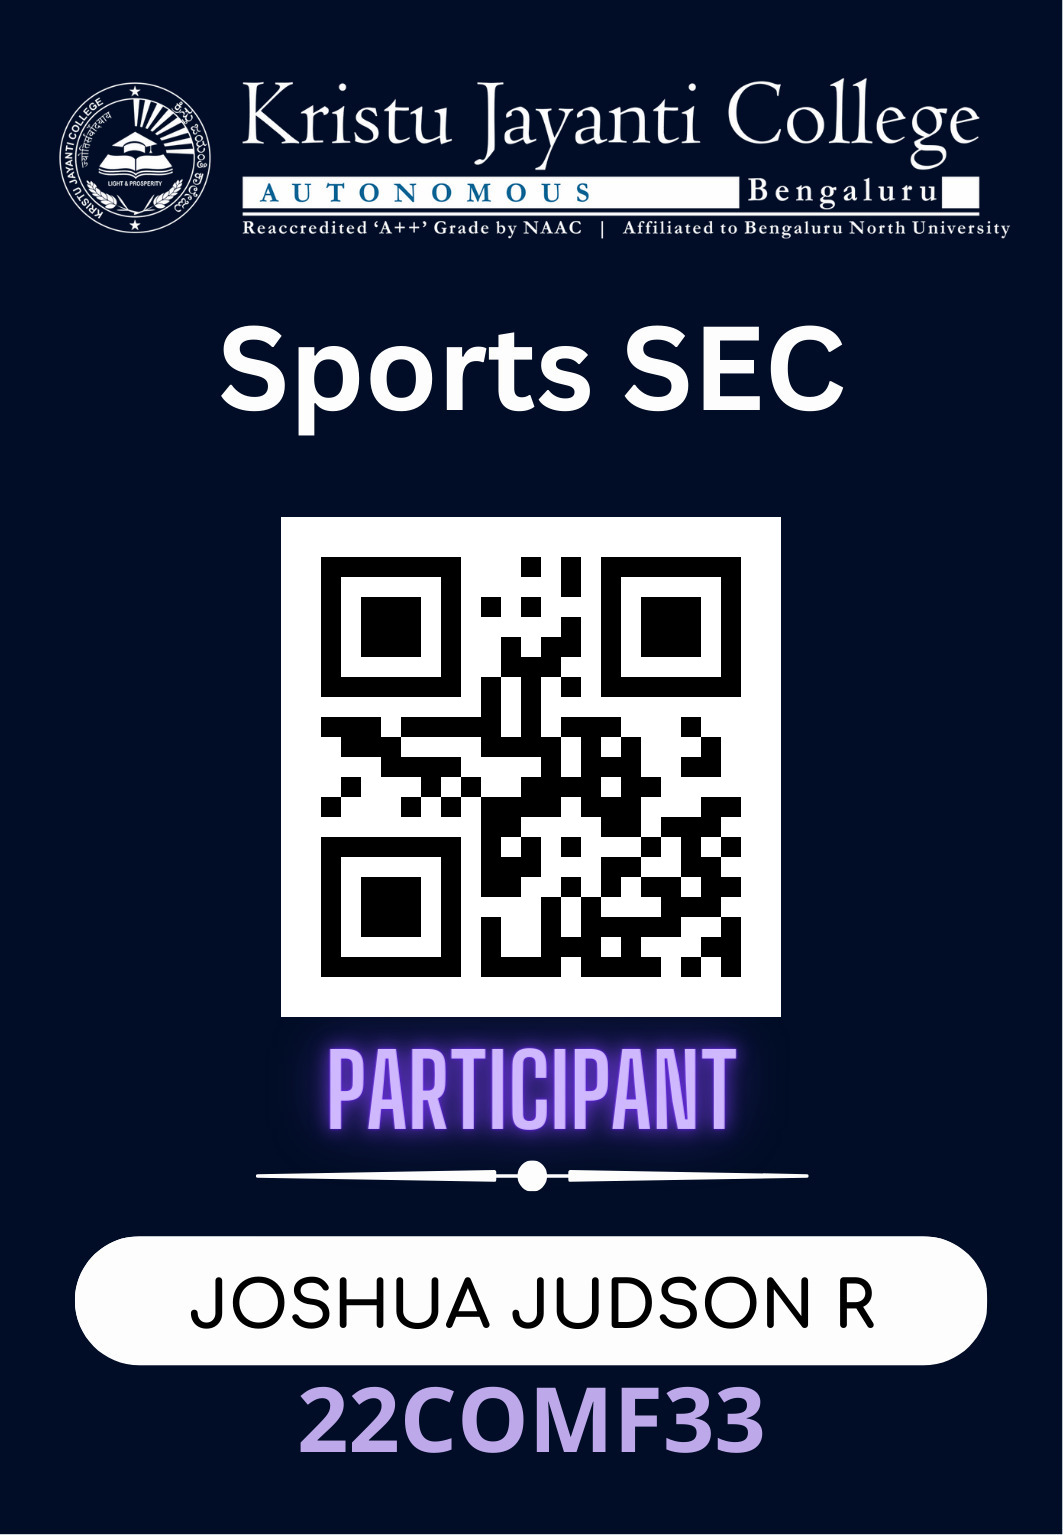 KRISTU JAYANTI COLLEGE
ಕ್ರಿಸ್ತು ಜಯಂತಿ ಕಾಲೇಜು
LIGHT & PROSPERITY
Kristu Jayanti College
AUTONOMOUS Bengaluru
Reaccredited ‘A++’ Grade by NAAC | Affiliated to Bengaluru North University
Sports SEC
PARTICIPANT
JOSHUA JUDSON R
22COMF33